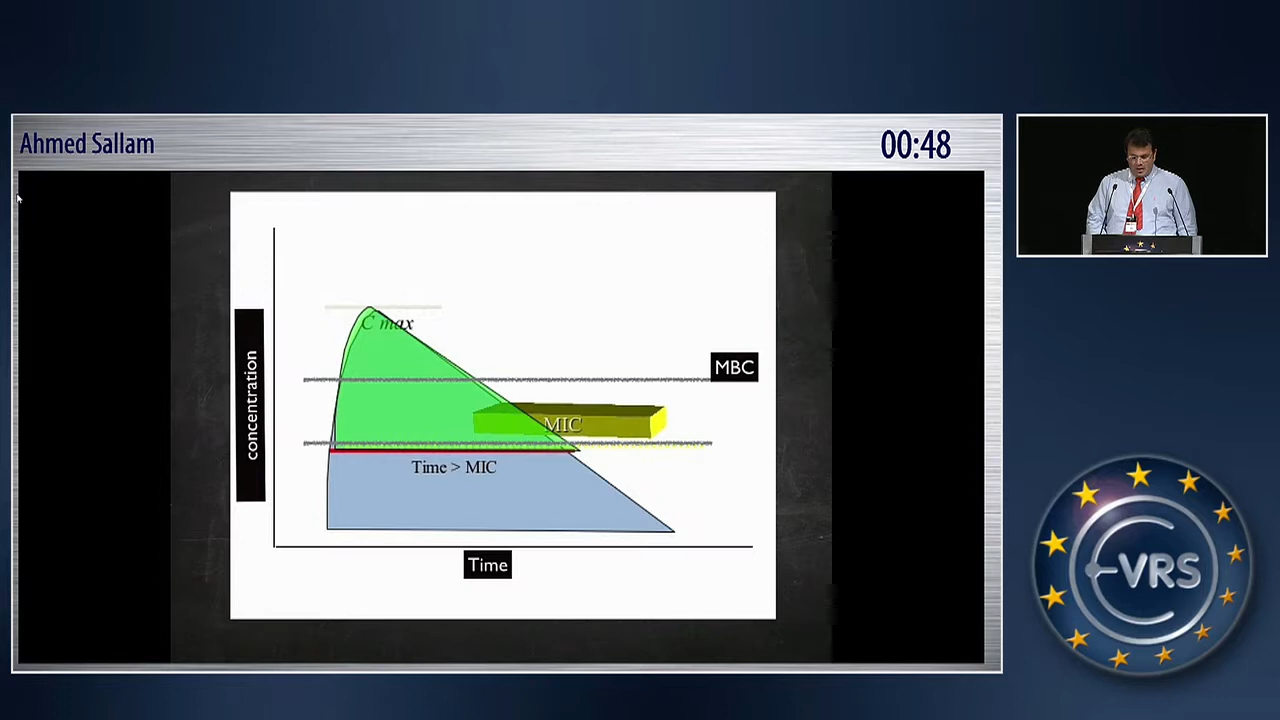 Ahmed Sallam
00:48
C max
concentration
MBC
MIC
Time > MIC
Time
E-VRS